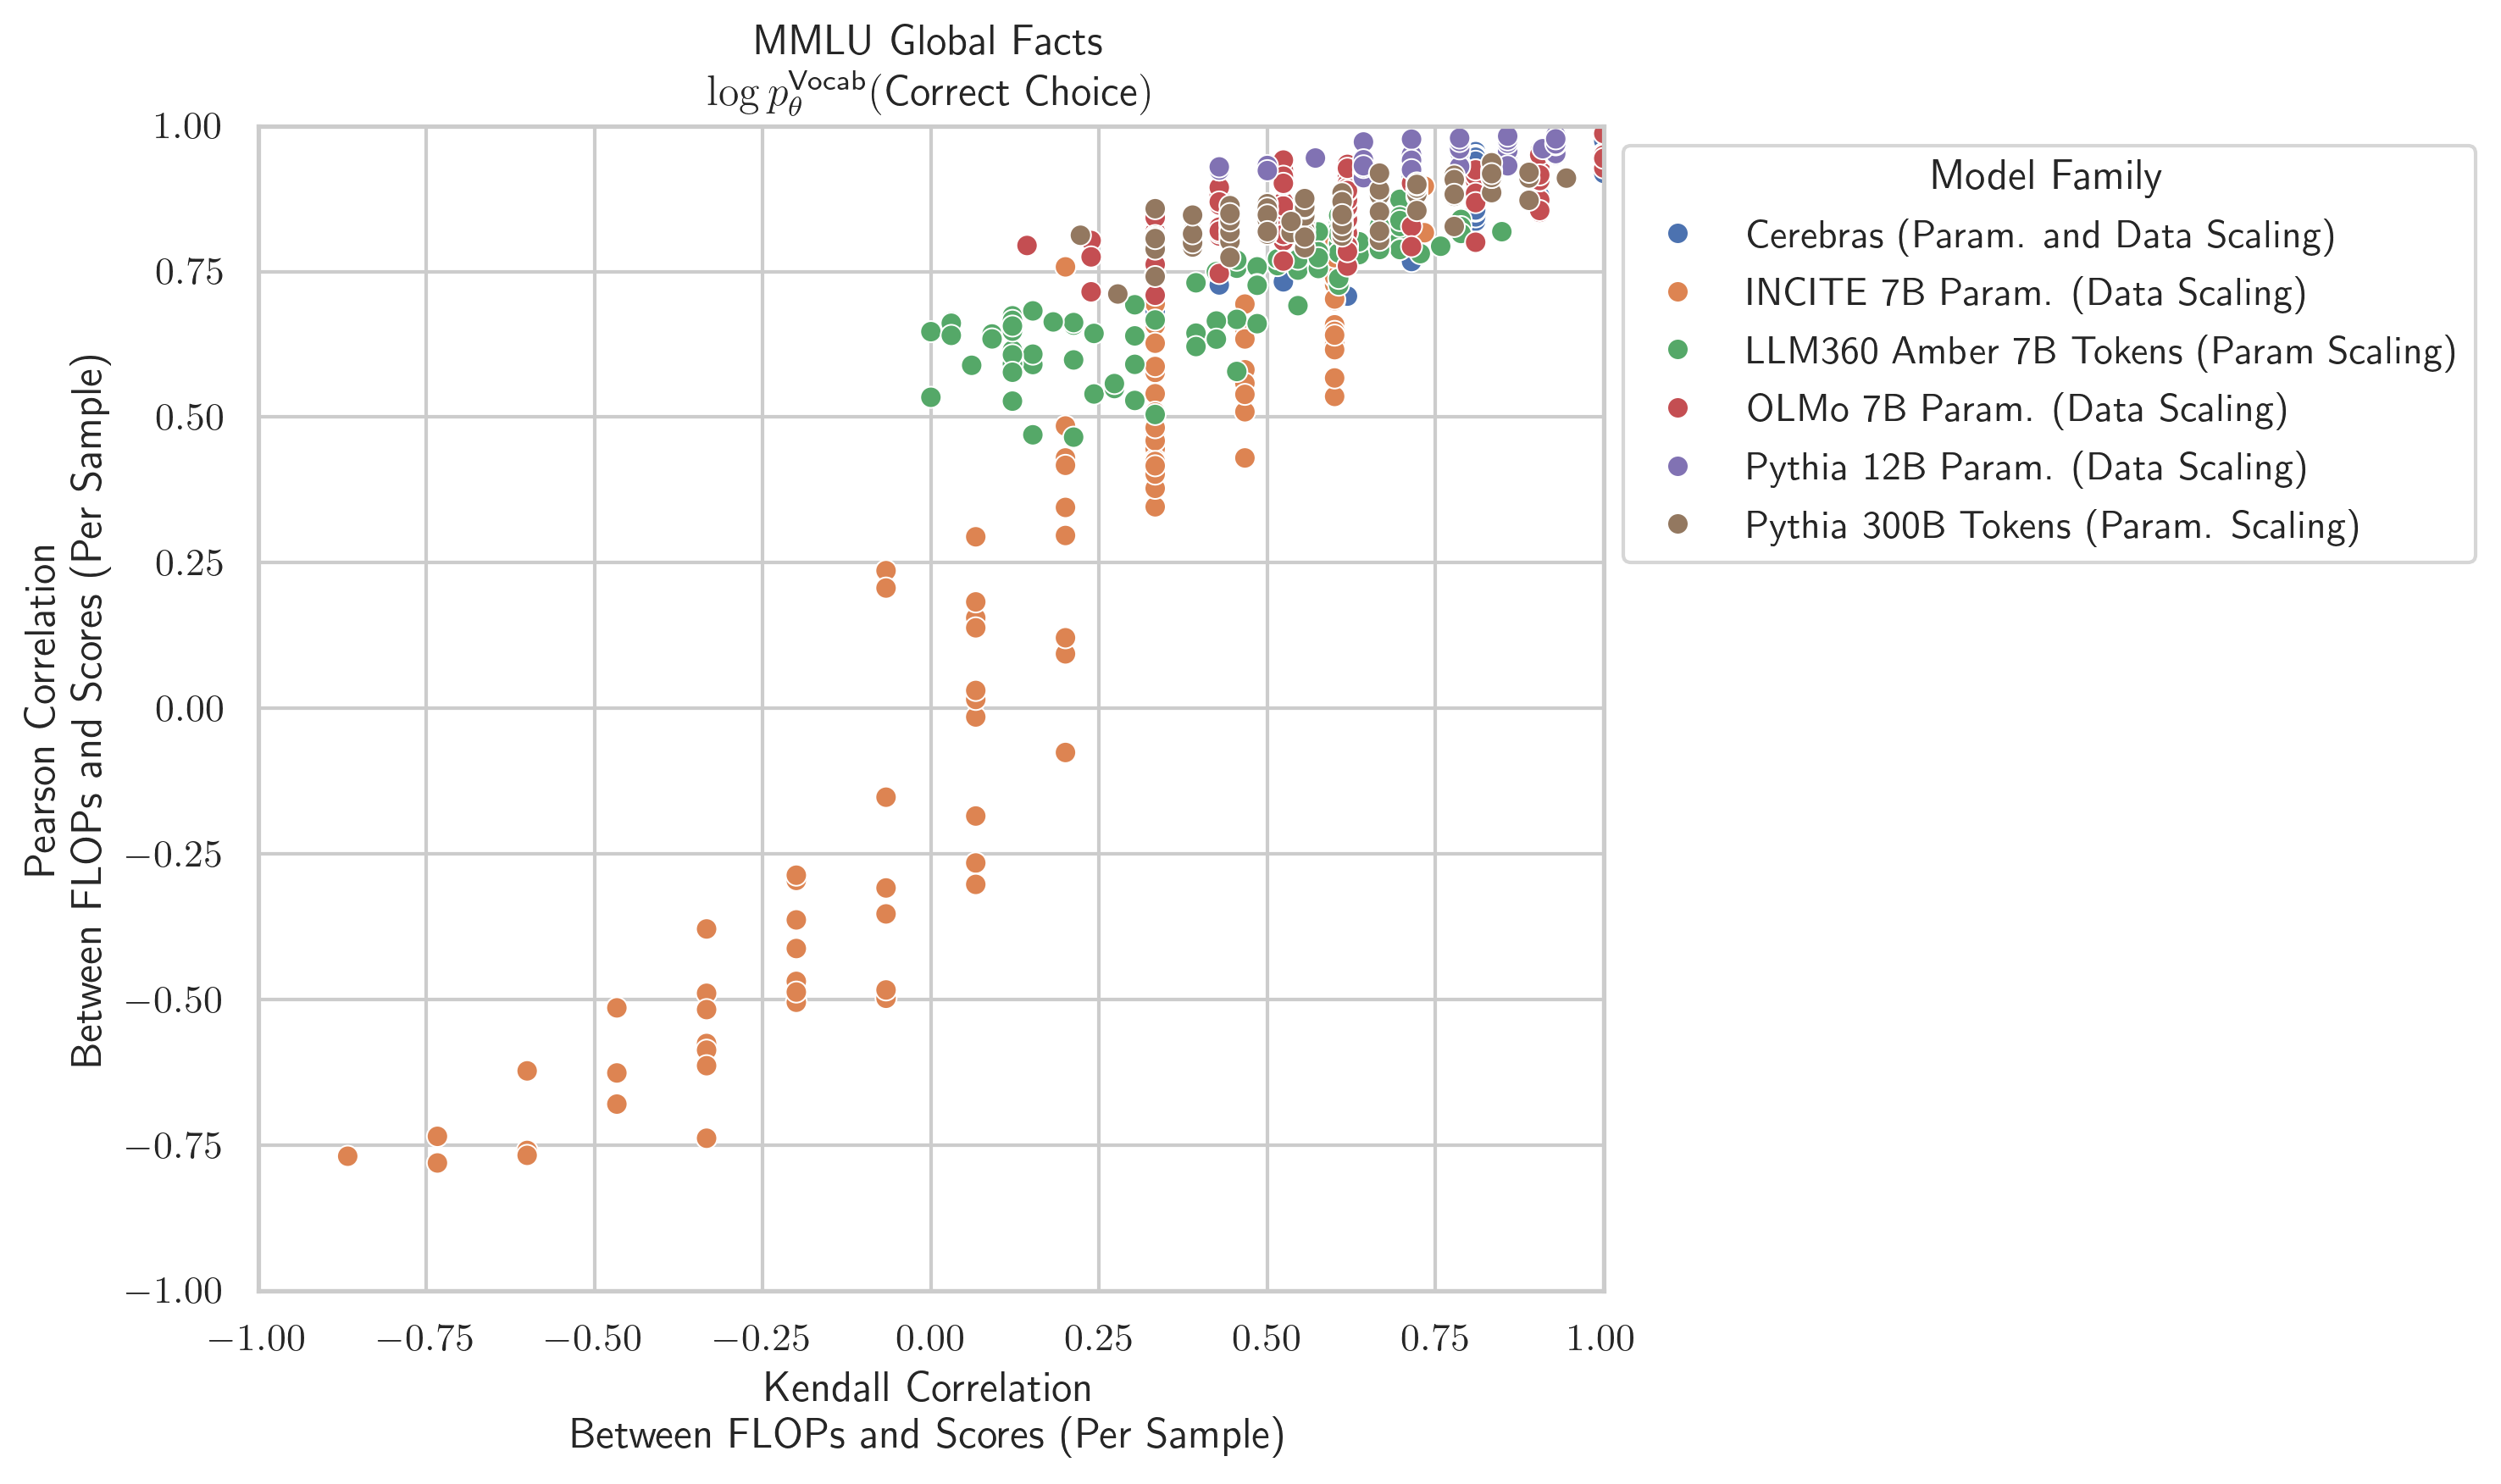 MMLU Global Facts
log p_θ^Vocab(Correct Choice)
1.00
0.75
0.50
0.25
0.00
−0.25
−0.50
−0.75
−1.00
Pearson Correlation
Between FLOPs and Scores (Per Sample)
−1.00 −0.75 −0.50 −0.25 0.00 0.25 0.50 0.75 1.00
Kendall Correlation
Between FLOPs and Scores (Per Sample)
Model Family
Cerebras (Param. and Data Scaling)
INCITE 7B Param. (Data Scaling)
LLM360 Amber 7B Tokens (Param Scaling)
OLMo 7B Param. (Data Scaling)
Pythia 12B Param. (Data Scaling)
Pythia 300B Tokens (Param. Scaling)